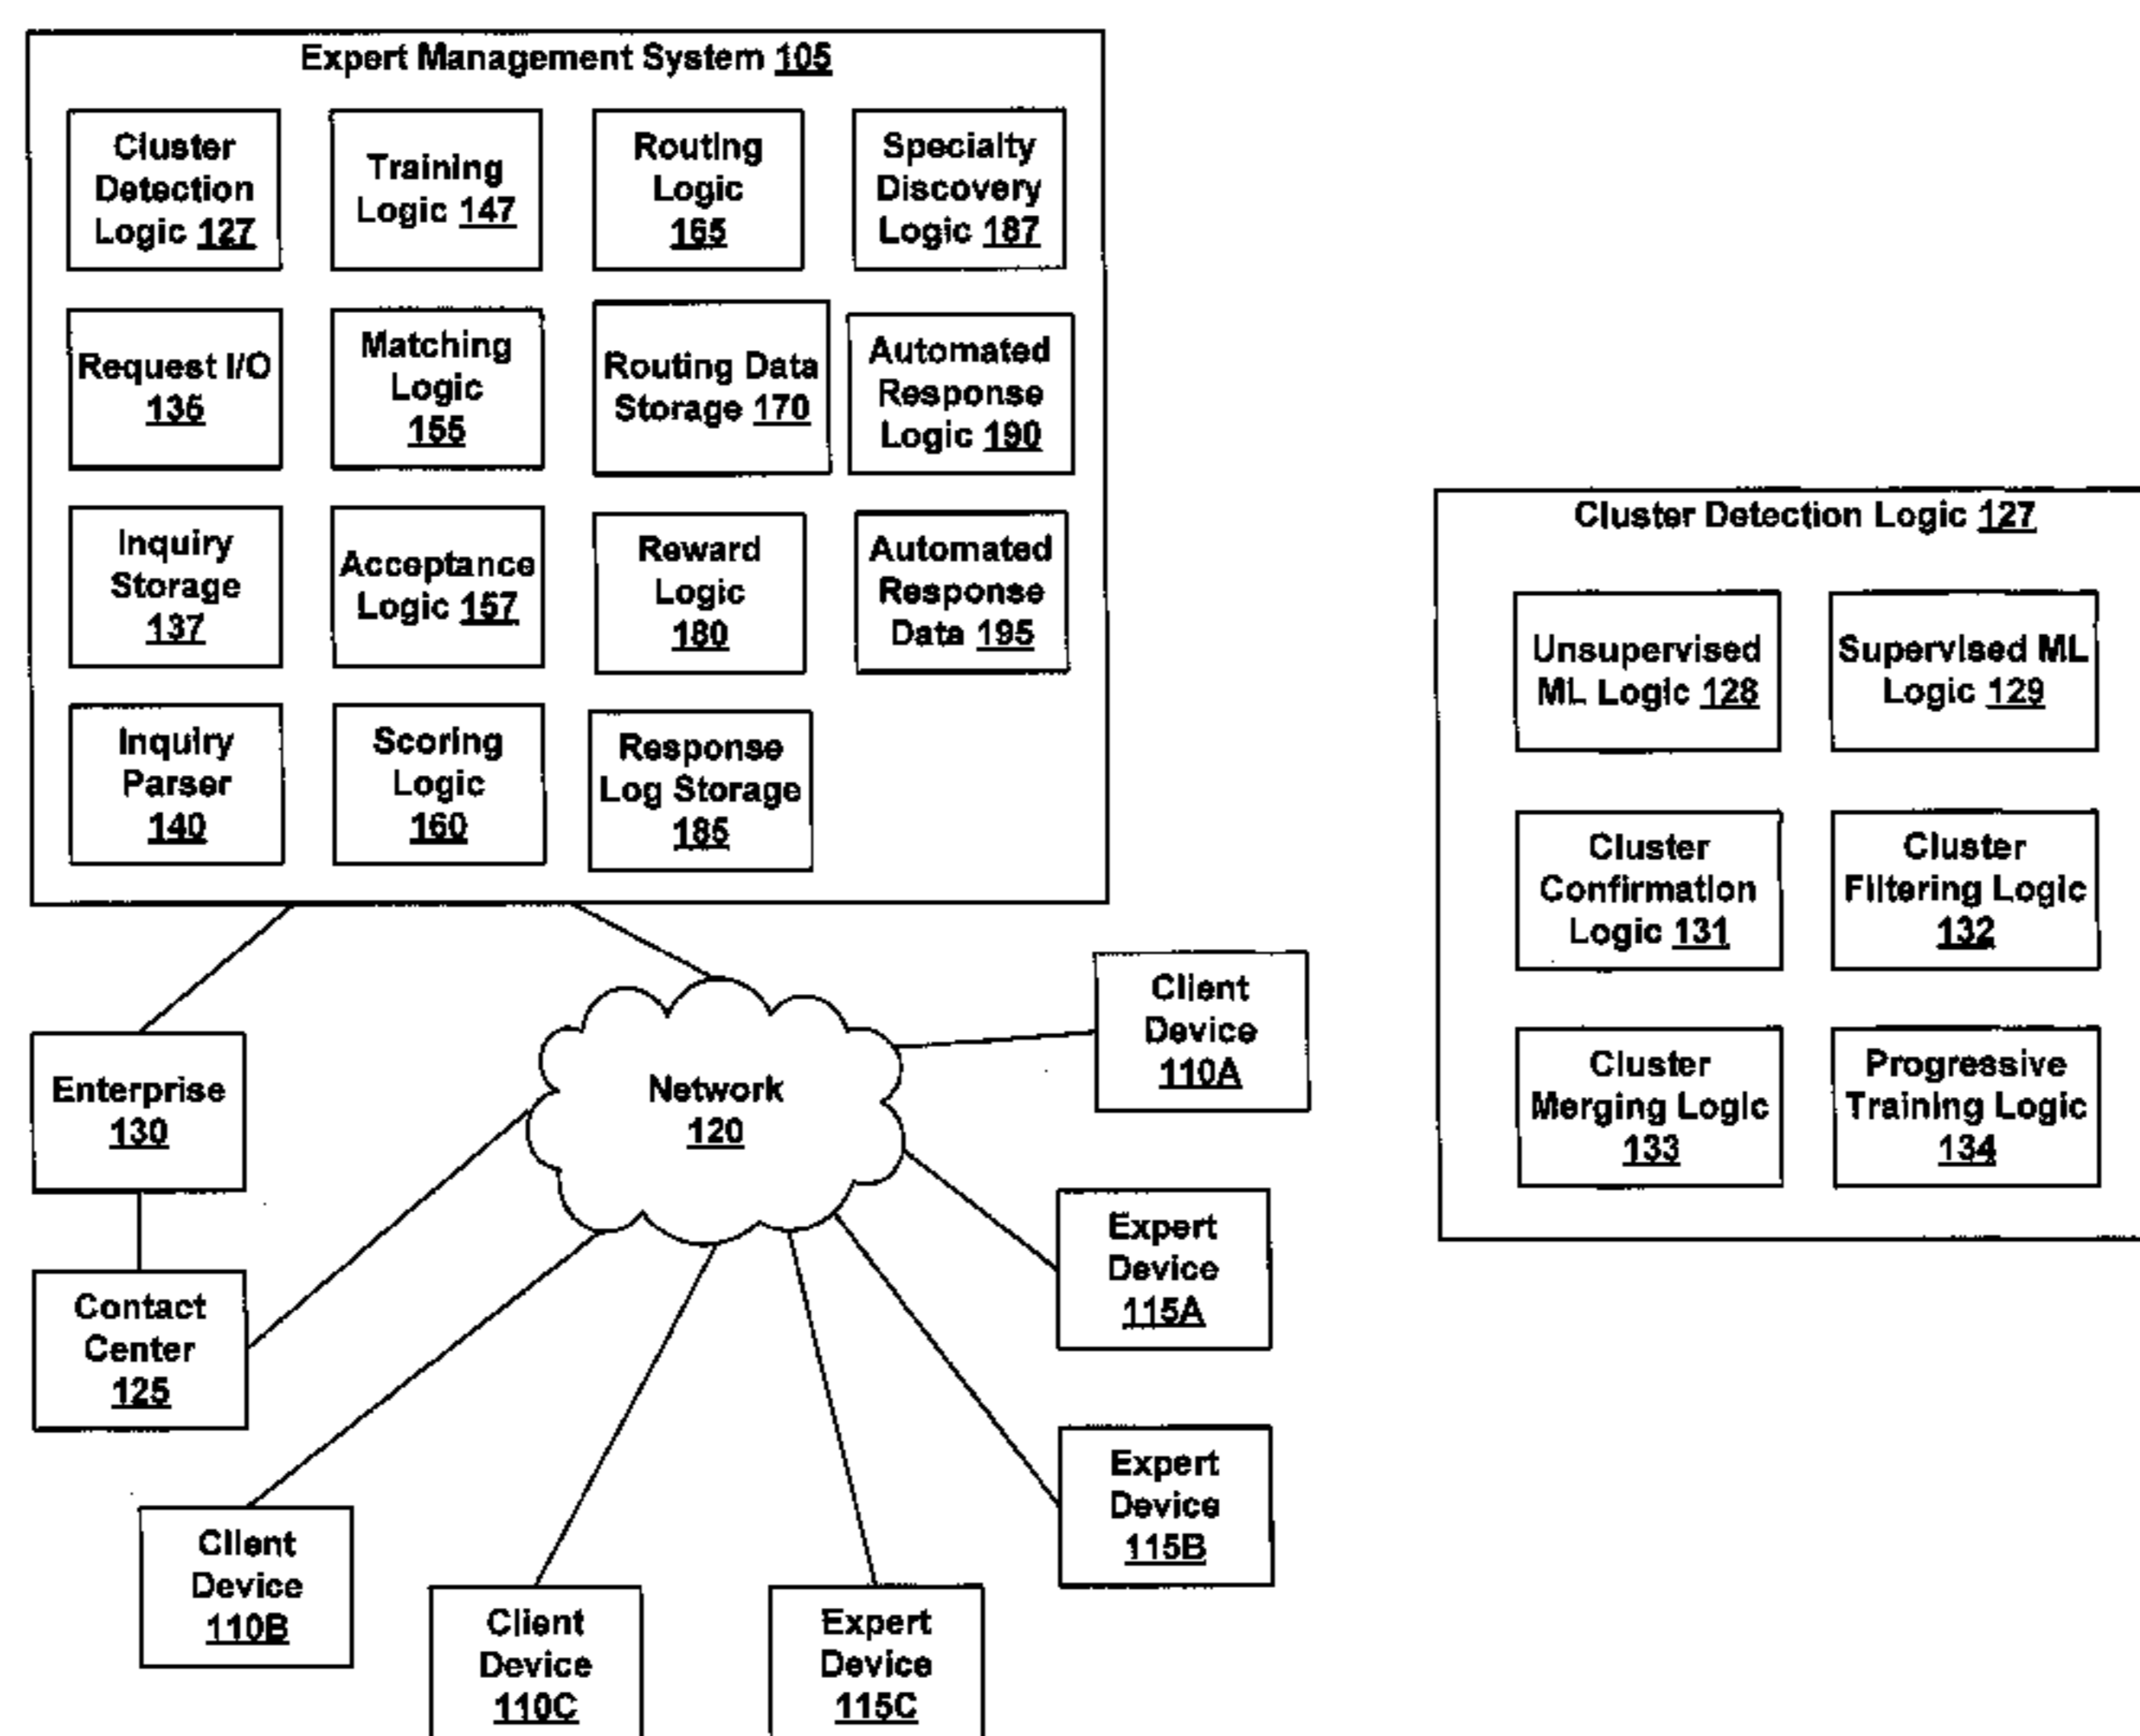 Expert Management System 105
Cluster
Detection
Logic 127
Training
Logic 147
Routing
Logic
165
Specialty
Discovery
Logic 187
Request I/O
135
Matching
Logic
155
Routing Data
Storage 170
Automated
Response
Logic 190
Inquiry
Storage
137
Acceptance
Logic 157
Reward
Logic
180
Automated
Response
Data 195
Inquiry
Parser
140
Scoring
Logic
160
Response
Log Storage
185
Enterprise
130
Contact
Center
125
Network
120
Client
Device
110A
Expert
Device
115A
Expert
Device
115B
Client
Device
110B
Client
Device
110C
Expert
Device
115C
Cluster Detection Logic 127
Unsupervised
ML Logic 128
Supervised ML
Logic 129
Cluster
Confirmation
Logic 131
Cluster
Filtering Logic
132
Cluster
Merging Logic
133
Progressive
Training Logic
134